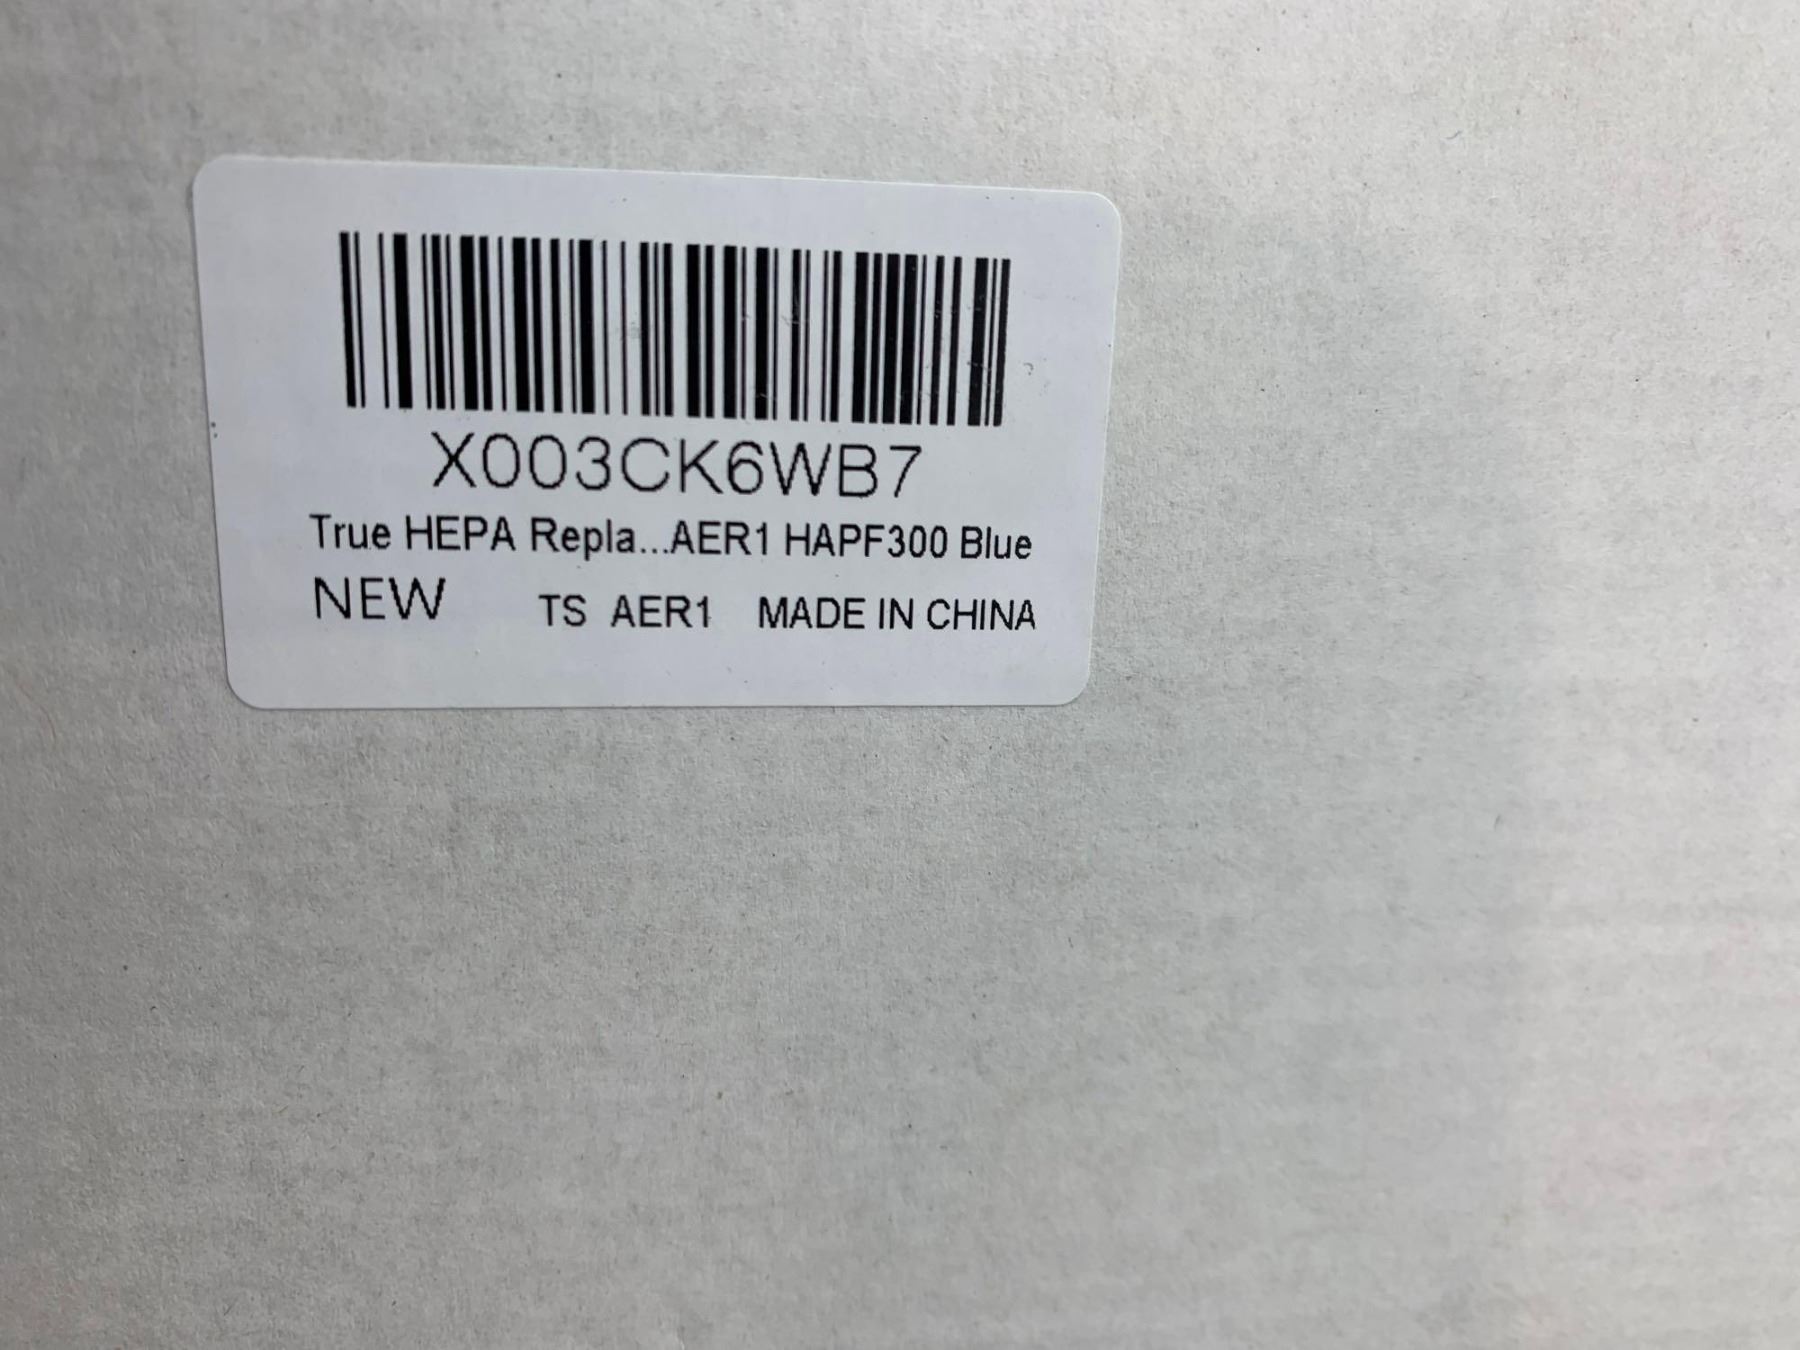 X003CK6WB7
True HEPA Repla...AER1 HAPF300 Blue
NEW TS AER1 MADE IN CHINA